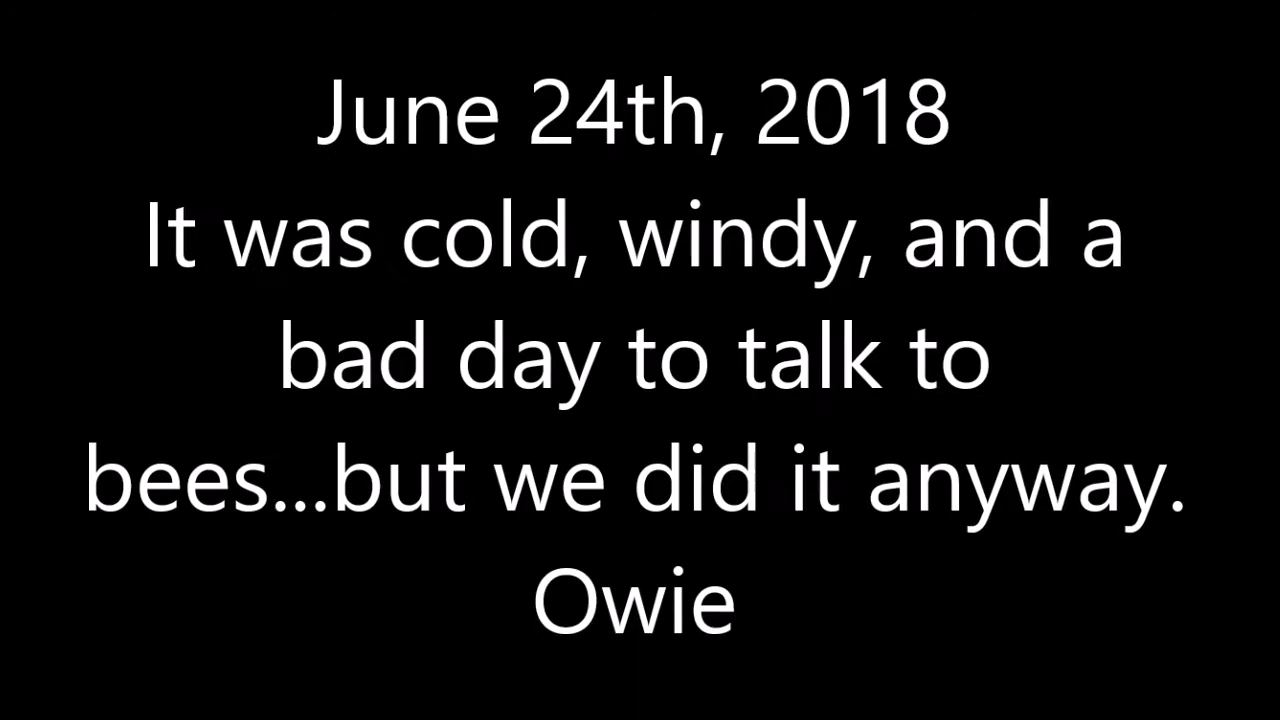 June 24th, 2018
It was cold, windy, and a
bad day to talk to
bees...but we did it anyway.
Owie